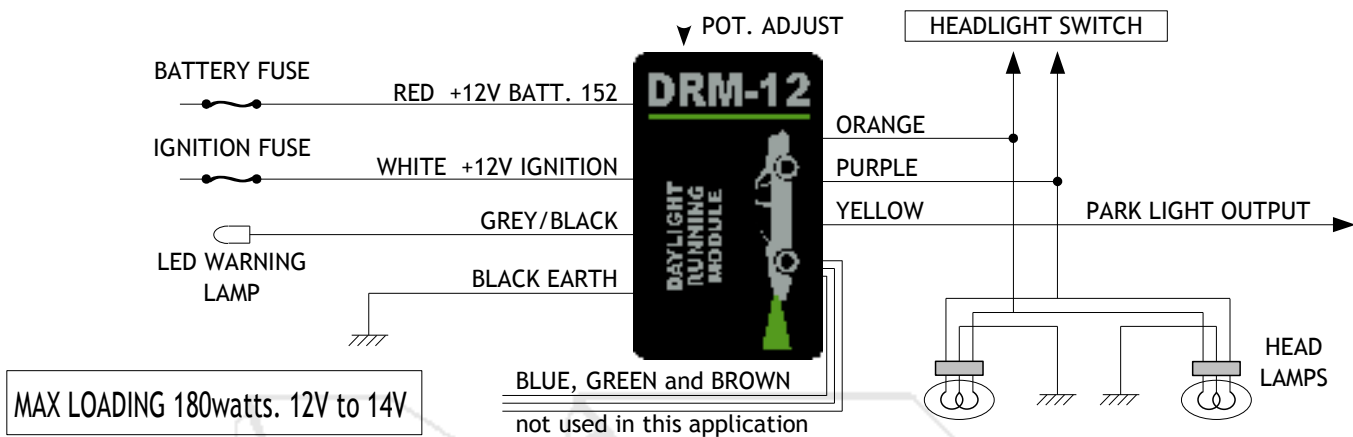 POT. ADJUST
HEADLIGHT SWITCH
BATTERY FUSE
RED +12V BATT. 152
DRM-12
ORANGE
IGNITION FUSE
WHITE +12V IGNITION
PURPLE
DAYLIGHT
RUNNING
MODULE
GREY/BLACK
YELLOW
PARK LIGHT OUTPUT
LED WARNING
LAMP
BLACK EARTH
HEAD
LAMPS
MAX LOADING 180watts. 12V to 14V
BLUE, GREEN and BROWN
not used in this application